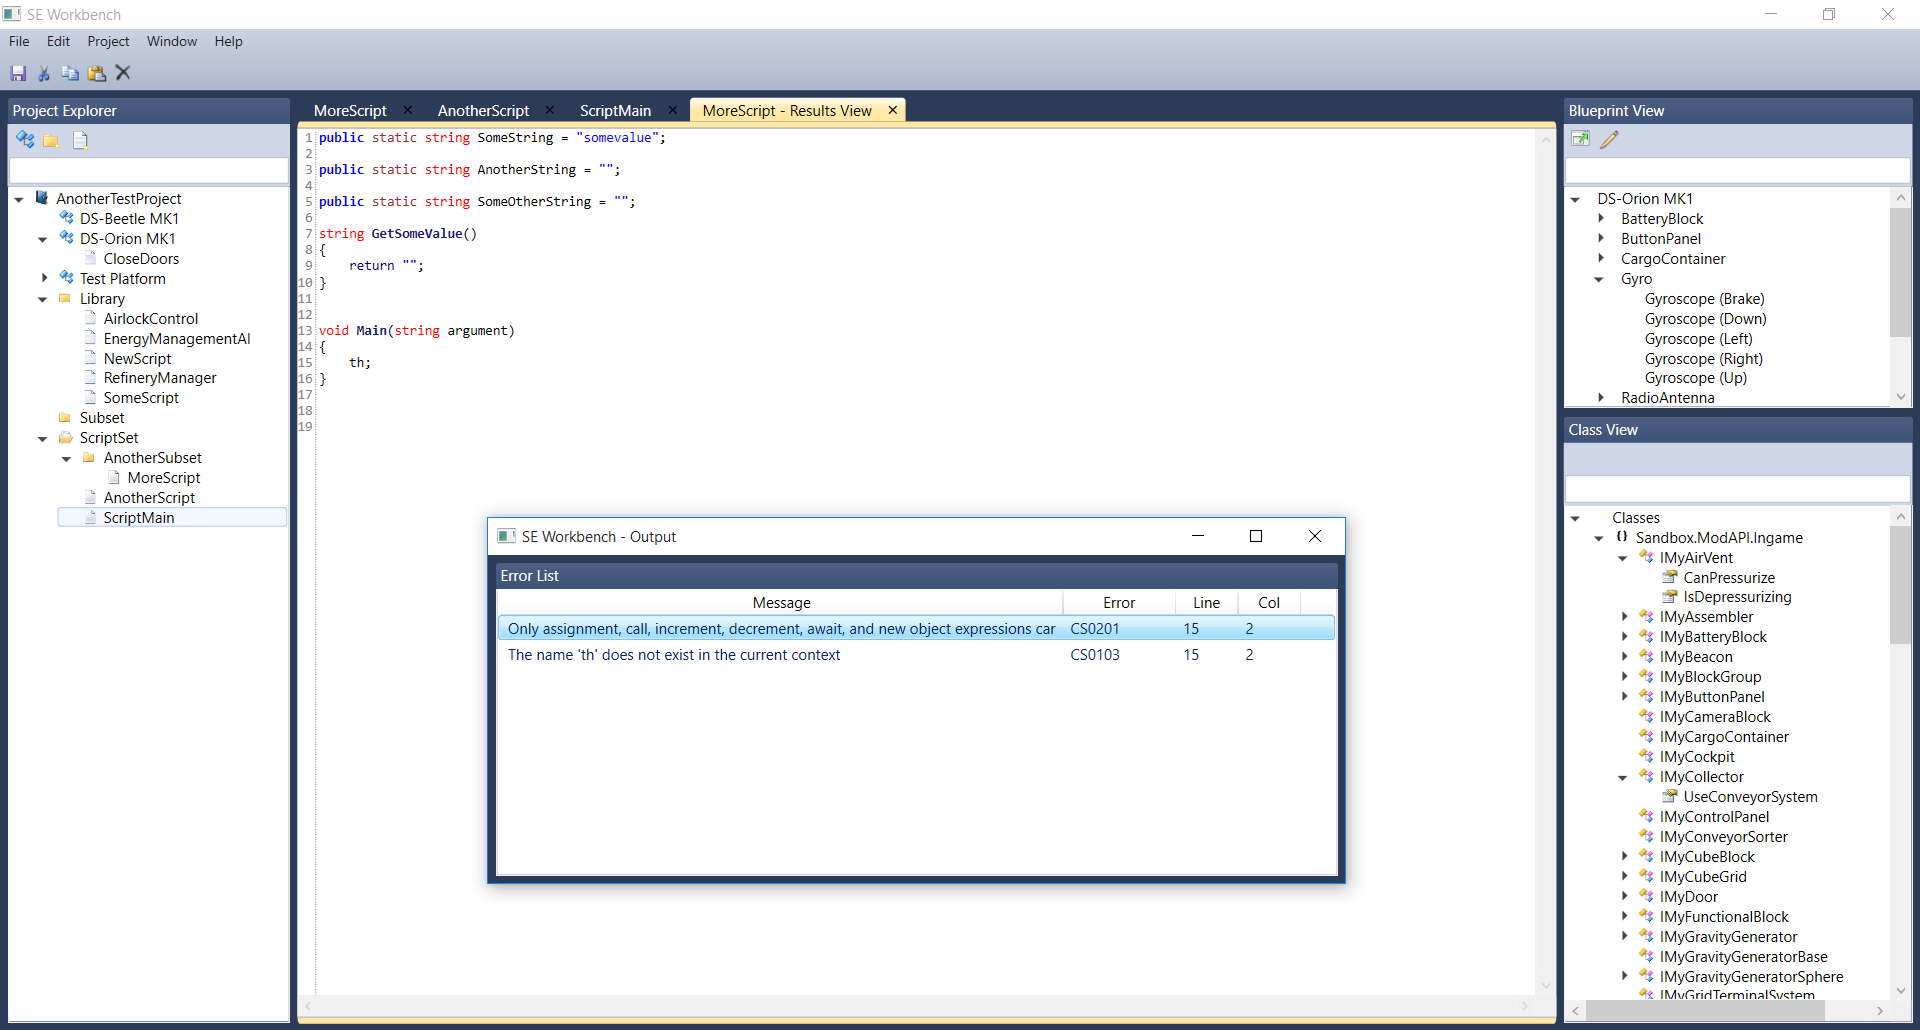 SE Workbench
File Edit Project Window Help
Project Explorer
AnotherTestProject
DS-Beetle MK1
DS-Orion MK1
CloseDoors
Test Platform
Library
AirlockControl
EnergyManagementAI
NewScript
RefineryManager
SomeScript
Subset
ScriptSet
AnotherSubset
MoreScript
AnotherScript
ScriptMain
MoreScript AnotherScript ScriptMain MoreScript - Results View
1 public static string SomeString = "somevalue";
2
3 public static string AnotherString = "";
4
5 public static string SomeOtherString = "";
6
7 string GetSomeValue()
8 {
9 return "";
10 }
11
12
13 void Main(string argument)
14 {
15 th;
16 }
17
18
19
SE Workbench - Output
Error List
Message Error Line Col
Only assignment, call, increment, decrement, await, and new object expressions car CS0201 15 2
The name 'th' does not exist in the current context CS0103 15 2
Blueprint View
DS-Orion MK1
BatteryBlock
ButtonPanel
CargoContainer
Gyro
Gyroscope (Brake)
Gyroscope (Down)
Gyroscope (Left)
Gyroscope (Right)
Gyroscope (Up)
RadioAntenna
Class View
Classes
Sandbox.ModAPI.Ingame
IMyAirVent
CanPressurize
IsDepressurizing
IMyAssembler
IMyBatteryBlock
IMyBeacon
IMyBlockGroup
IMyButtonPanel
IMyCameraBlock
IMyCargoContainer
IMyCockpit
IMyCollector
UseConveyorSystem
IMyControlPanel
IMyConveyorSorter
IMyCubeBlock
IMyCubeGrid
IMyDoor
IMyFunctionalBlock
IMyGravityGenerator
IMyGravityGeneratorBase
IMyGravityGeneratorSphere
IMyGridTerminalSystem